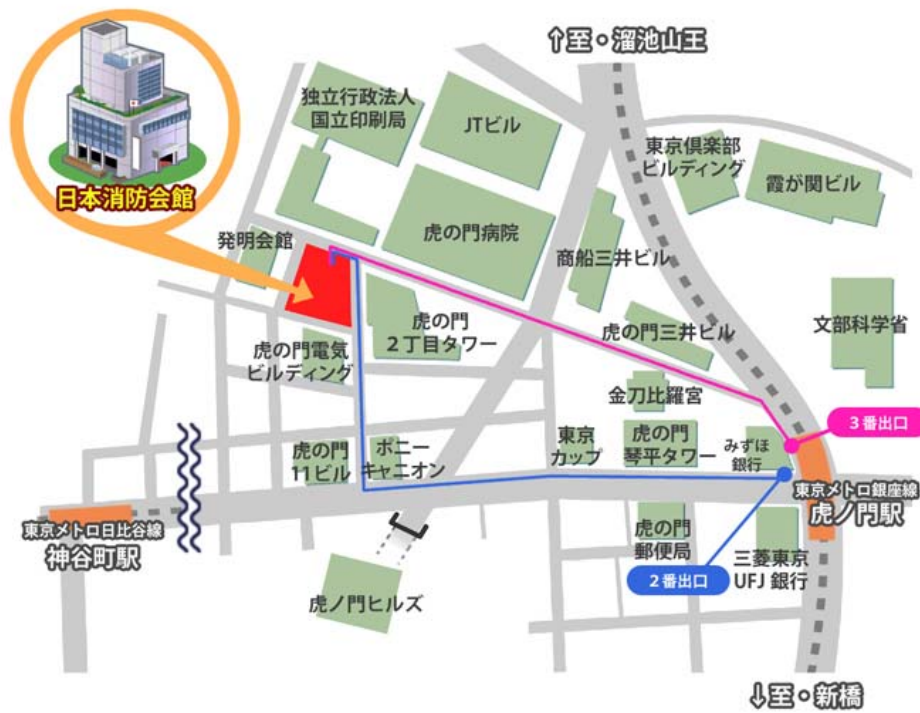 ↑至・溜池山王
独立行政法人
国立印刷局
JTビル
東京倶楽部
ビルディング
霞が関ビル
日本消防会館
発明会館
虎の門病院
商船三井ビル
文部科学省
虎の門
2丁目タワー
虎の門三井ビル
虎の門電気
ビルディング
金刀比羅宮
3番出口
虎の門
11ビル
ポニー
キャニオン
東京
カップ
虎の門
琴平タワー
みずほ
銀行
東京メトロ銀座線
虎ノ門駅
東京メトロ日比谷線
神谷町駅
虎の門
郵便局
三菱東京
UFJ 銀行
2番出口
虎ノ門ヒルズ
↓至・新橋